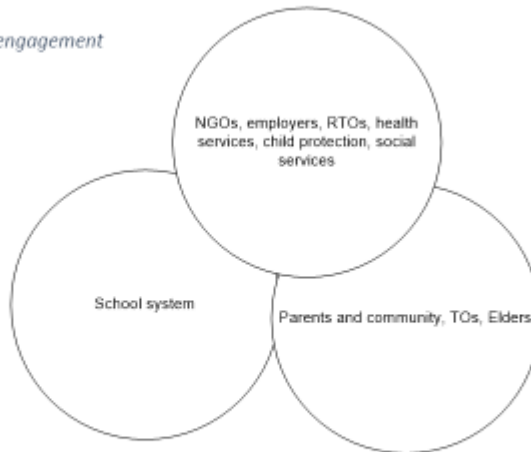 engagement
NGOs, employers, RTOs, health
services, child protection, social
services
School system
Parents and community, TOs, Elders